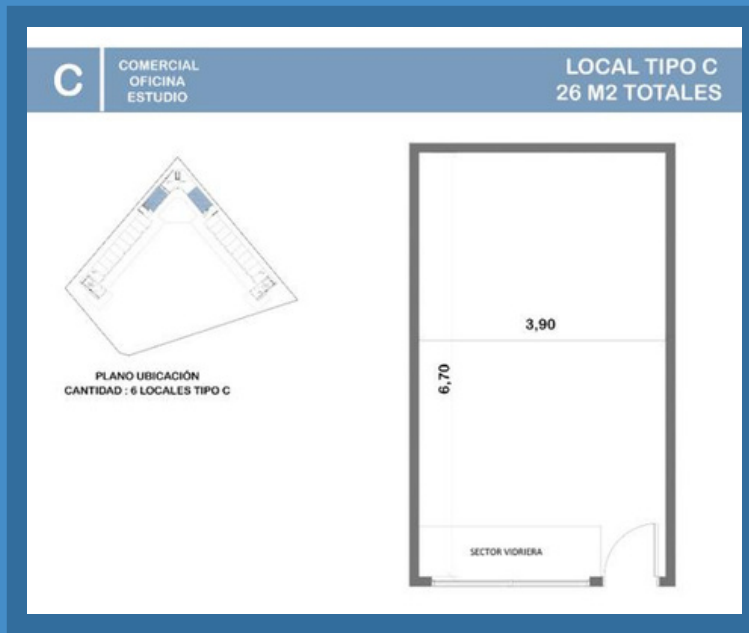 C
COMERCIAL
OFICINA
ESTUDIO
LOCAL TIPO C
26 M2 TOTALES
PLANO UBICACIÓN
CANTIDAD : 6 LOCALES TIPO C
3,90
6,70
SECTOR VIDRIERA